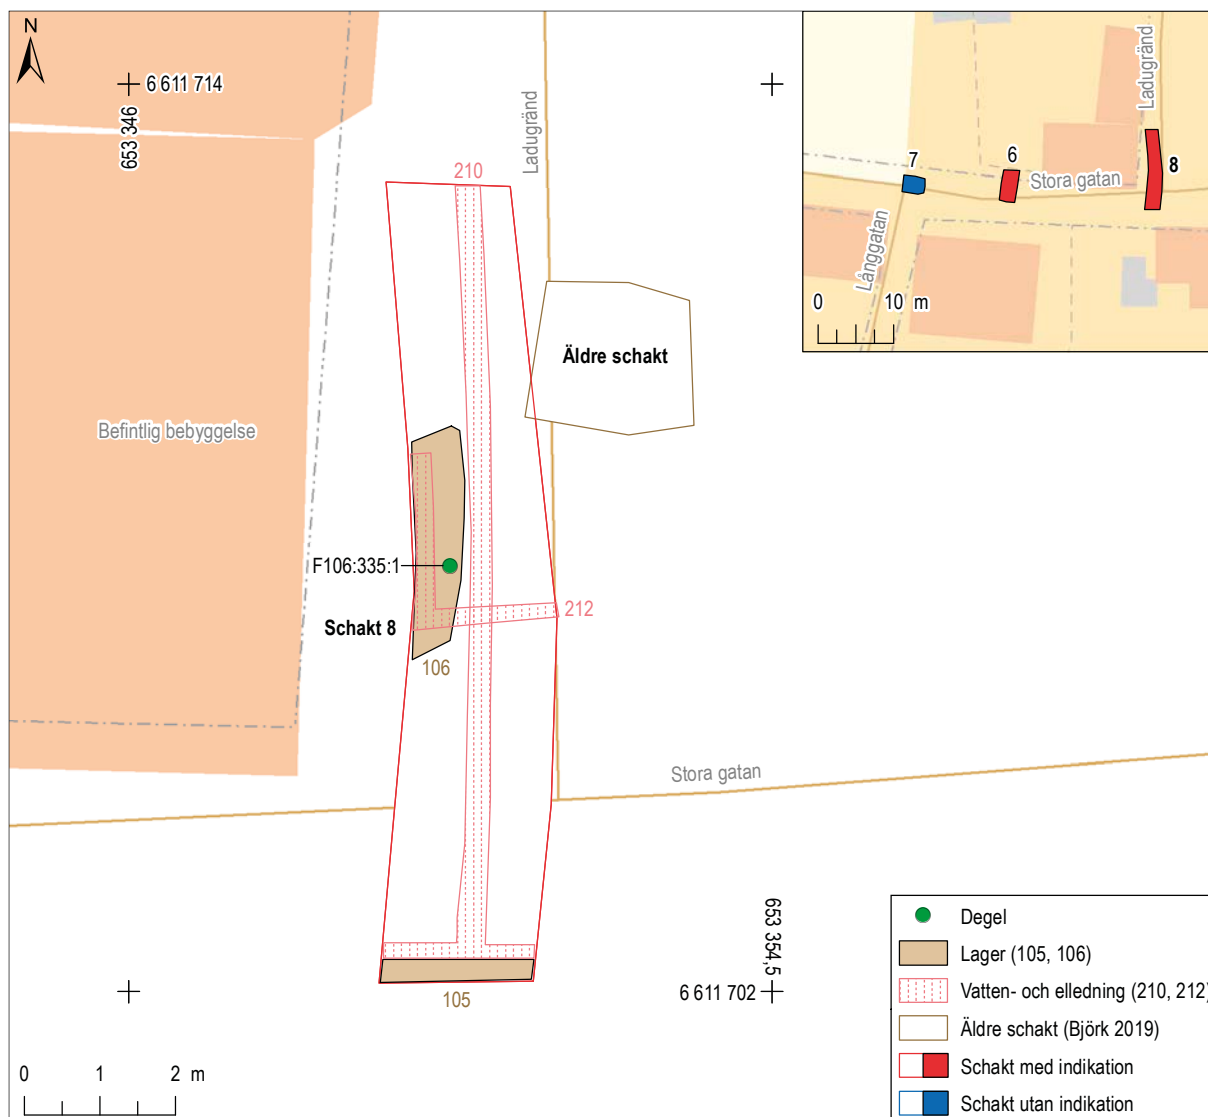 N
6 611 714
653 346
Ladugränd
210
Äldre schakt
Befintlig bebyggelse
F106:335:1
212
Schakt 8
106
Stora gatan
105
653 354,5
6 611 702
0 1 2 m
7
6
8
Ladugränd
Stora gatan
Långgatan
0 10 m
Degel
Lager (105, 106)
Vatten- och elledning (210, 212)
Äldre schakt (Björk 2019)
Schakt med indikation
Schakt utan indikation